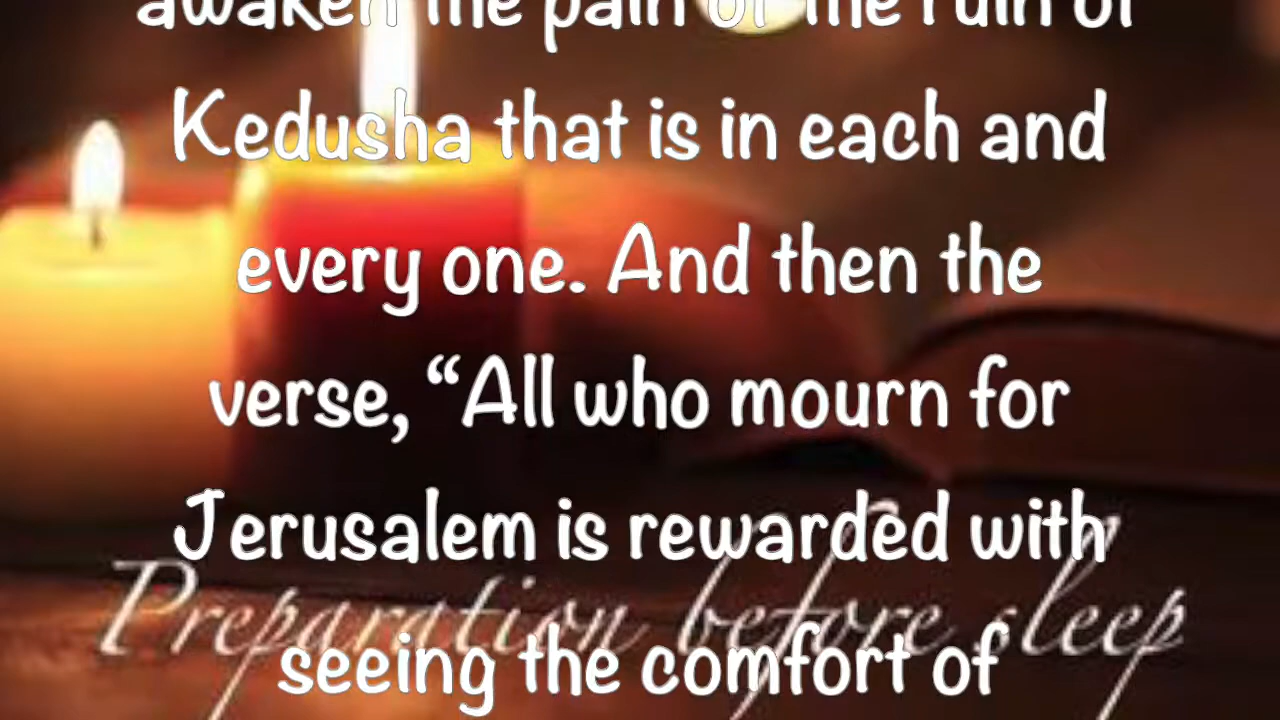 awaken the pain of the ruin of
Kedusha that is in each and
every one. And then the
verse, “All who mourn for
Jerusalem is rewarded with
Preparation before sleep
seeing the comfort of